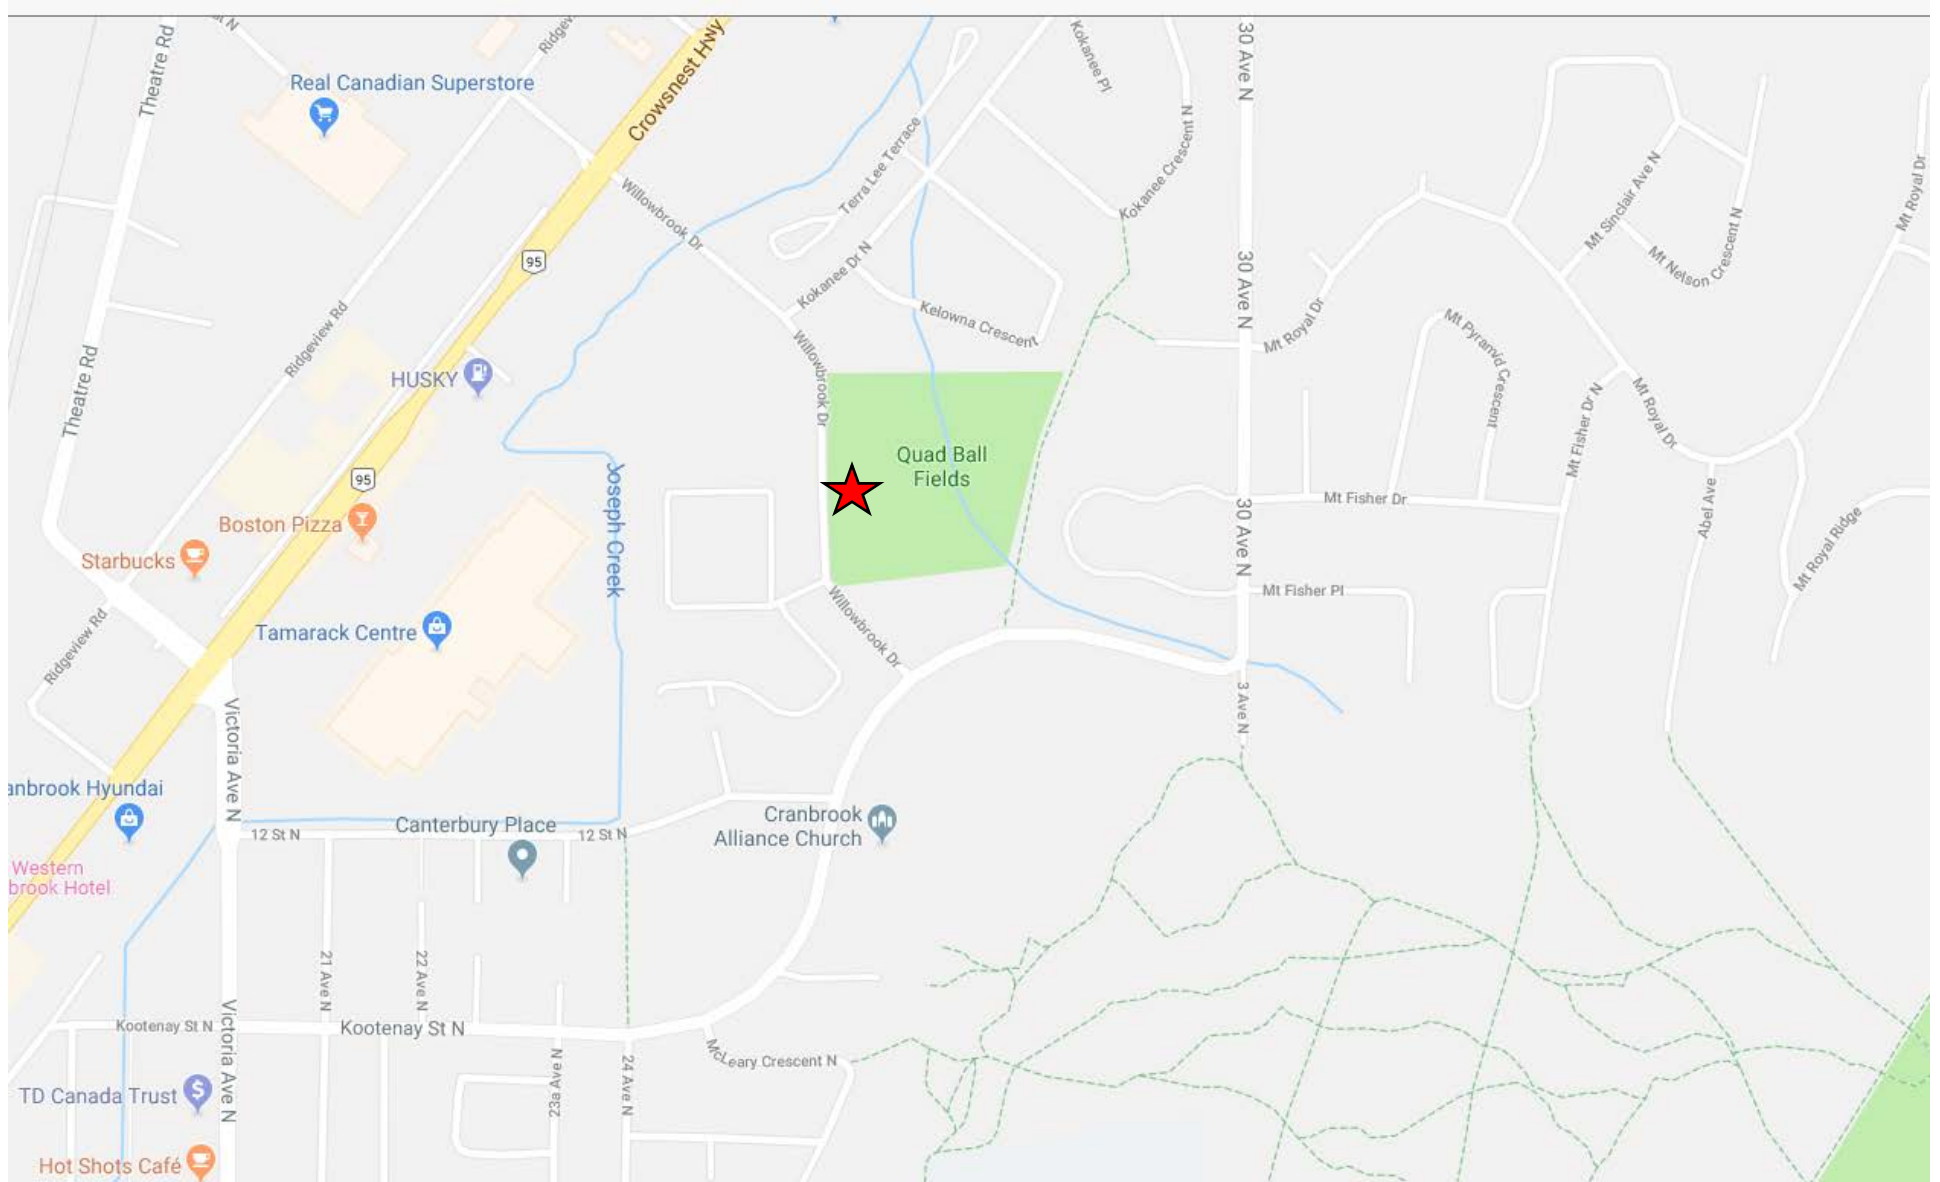 Theatre Rd
Real Canadian Superstore
Crowsnest Hwy
Kokanee Pl
30 Ave N
Terra Lee Terrace
Kokanee Crescent N
Willowbrook Dr
Mt Sinclair Ave N
Mt Royal Dr
Mt Nelson Crescent N
95
Kokanee Dr N
30 Ave N
Ridgeview Rd
Kelowna Crescent
Mt Royal Dr
Mt Pyramid Crescent
HUSKY
Theatre Rd
Willowbrook Dr
Mt Fisher Dr N
Mt Royal Dr
Quad Ball
Fields
95
Joseph Creek
Boston Pizza
30 Ave N
Mt Fisher Dr
Abel Ave
Starbucks
Mt Royal Ridge
Mt Fisher Pl
Tamarack Centre
Ridgeview Rd
Willowbrook Dr
3 Ave N
Victoria Ave N
anbrook Hyundai
12 St N
Canterbury Place
12 St N
Cranbrook
Alliance Church
Western
brook Hotel
21 Ave N
22 Ave N
Kootenay St N
Kootenay St N
Victoria Ave N
McLeary Crescent N
23a Ave N
24 Ave N
TD Canada Trust
Hot Shots Café